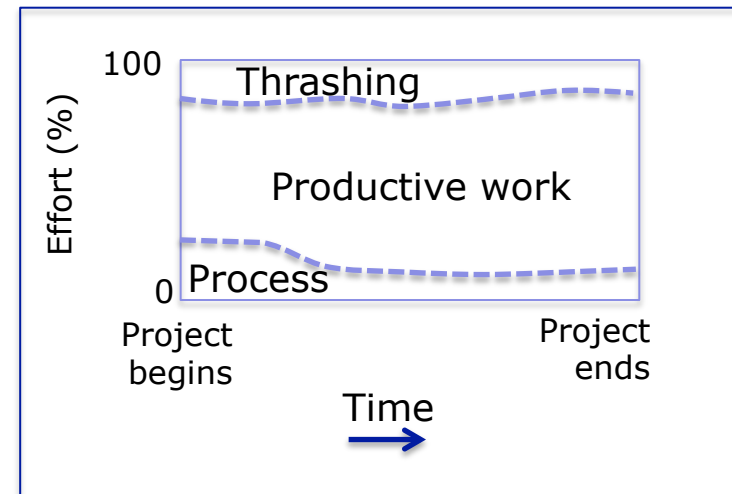 100
Thrashing
Effort (%)
Productive work
Process
0
Project
begins
Project
ends
Time